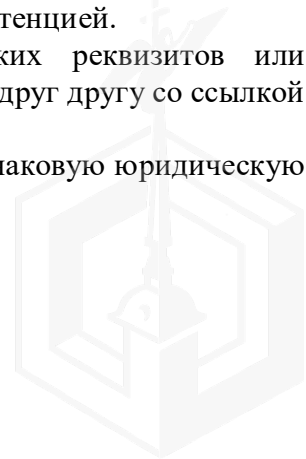 тенцией.
ких реквизитов или
друг другу со ссылкой
наковую юридическую